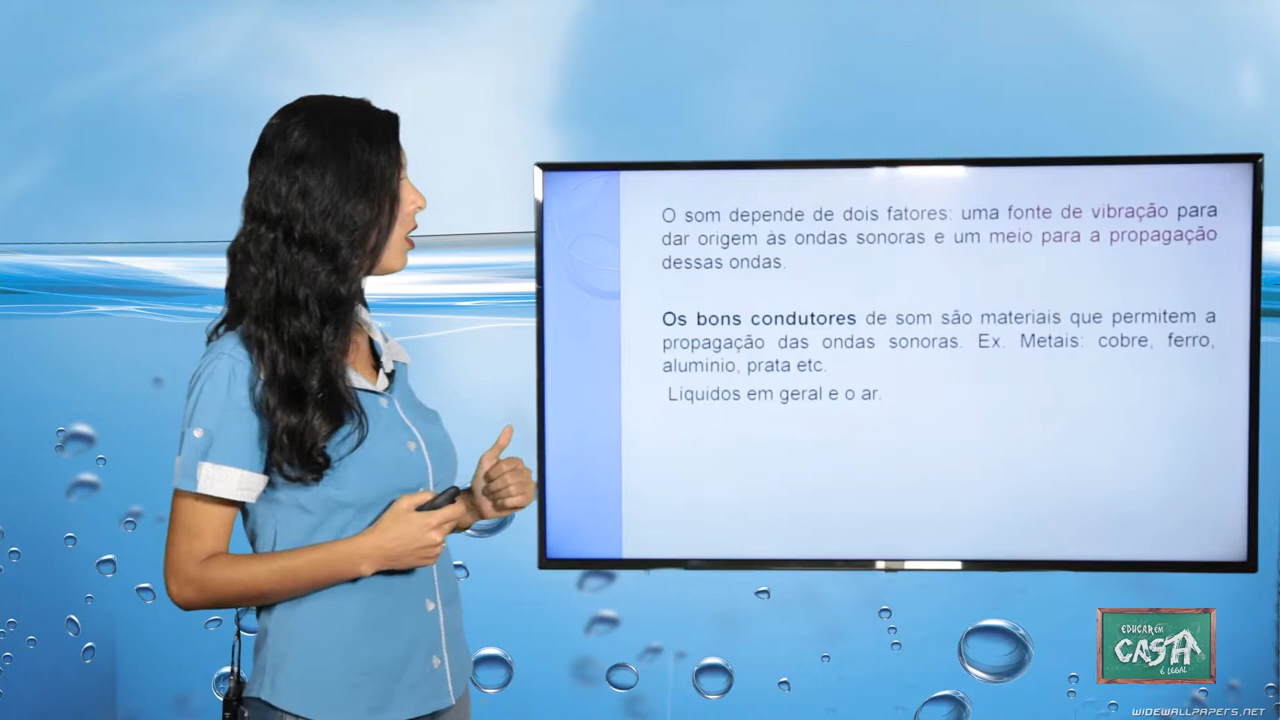 O som depende de dois fatores: uma fonte de vibração para
dar origem às ondas sonoras e um meio para a propagação
dessas ondas.
Os bons condutores de som são materiais que permitem a
propagação das ondas sonoras. Ex. Metais: cobre, ferro,
alumínio, prata etc.
Líquidos em geral e o ar.
EDUCAR EM
CASA
É LEGAL
WIDEWALLPAPERS.NET